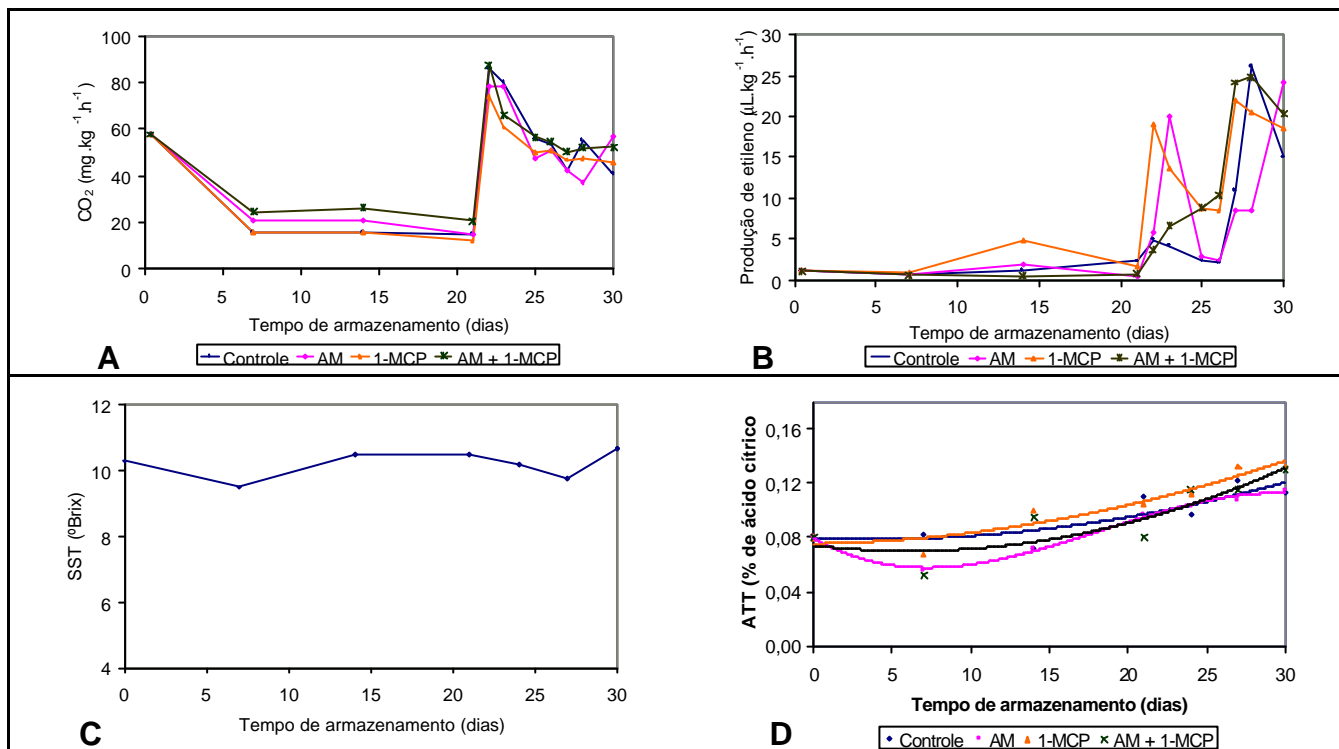 CO₂ (mg.kg⁻¹.h⁻¹)
100
80
60
40
20
0
0 5 10 15 20 25 30
Tempo de armazenamento (dias)
A
Controle AM 1-MCP AM + 1-MCP
Produção de etileno (µL.kg⁻¹.h⁻¹)
30
25
20
15
10
5
0
0 5 10 15 20 25 30
Tempo de armazenamento (dias)
B
Controle AM 1-MCP AM + 1-MCP
SST (ºBrix)
12
10
8
6
4
0 5 10 15 20 25 30
Tempo de armazenamento (dias)
C
ATT (% de ácido cítrico)
0,16
0,12
0,08
0,04
0,00
0 5 10 15 20 25 30
Tempo de armazenamento (dias)
D
Controle AM 1-MCP AM + 1-MCP